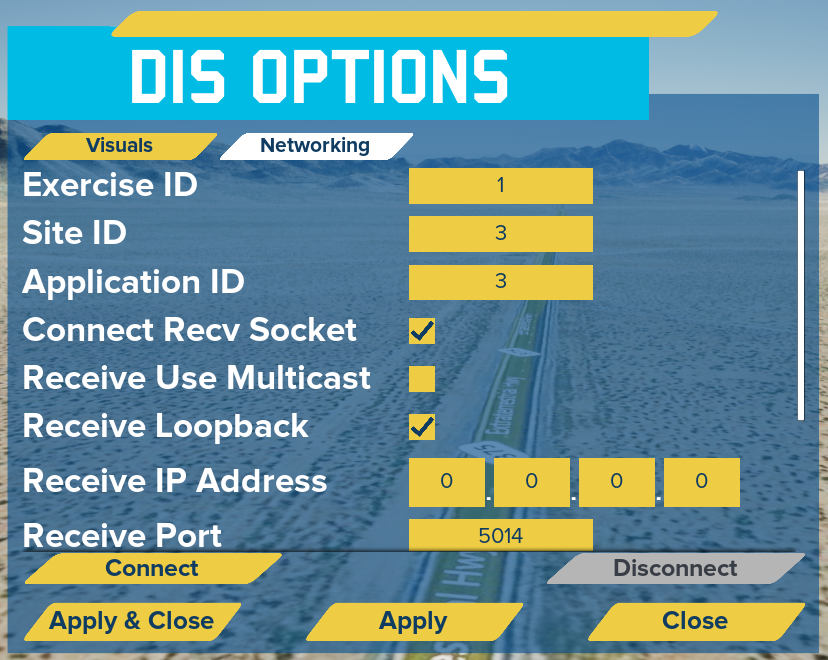 DIS OPTIONS
Visuals Networking
Exercise ID 1
Site ID 3
Application ID 3
Connect Recv Socket
Receive Use Multicast
Receive Loopback
Receive IP Address 0 . 0 . 0 . 0
Receive Port 5014
Connect Disconnect
Apply & Close Apply Close